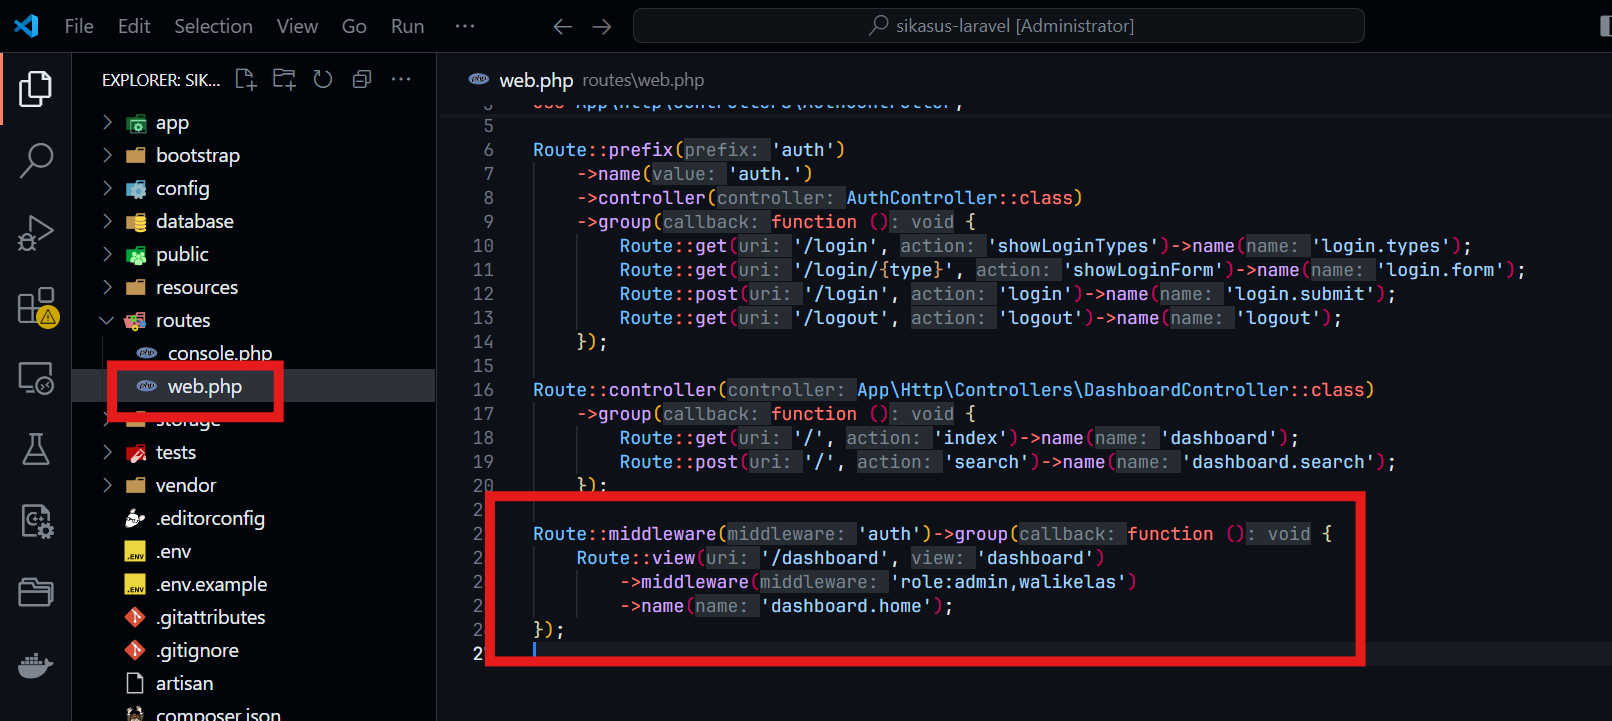 File Edit Selection View Go Run ···
sikasus-laravel [Administrator]
EXPLORER: SIK...
app
bootstrap
config
database
public
resources
routes
console.php
web.php
storage
tests
vendor
.editorconfig
.env
.env.example
.gitattributes
.gitignore
artisan
composer.json
web.php routes\web.php
use App\Http\Controllers\AuthController;
5
6 Route::prefix(prefix: 'auth')
7 ->name(value: 'auth.')
8 ->controller(controller: AuthController::class)
9 ->group(callback: function (): void {
10 Route::get(uri: '/login', action: 'showLoginTypes')->name(name: 'login.types');
11 Route::get(uri: '/login/{type}', action: 'showLoginForm')->name(name: 'login.form');
12 Route::post(uri: '/login', action: 'login')->name(name: 'login.submit');
13 Route::get(uri: '/logout', action: 'logout')->name(name: 'logout');
14 });
15
16 Route::controller(controller: App\Http\Controllers\DashboardController::class)
17 ->group(callback: function (): void {
18 Route::get(uri: '/', action: 'index')->name(name: 'dashboard');
19 Route::post(uri: '/', action: 'search')->name(name: 'dashboard.search');
20 });
2
2 Route::middleware(middleware: 'auth')->group(callback: function (): void {
2 Route::view(uri: '/dashboard', view: 'dashboard')
2 ->middleware(middleware: 'role:admin,walikelas')
2 ->name(name: 'dashboard.home');
2 });
2